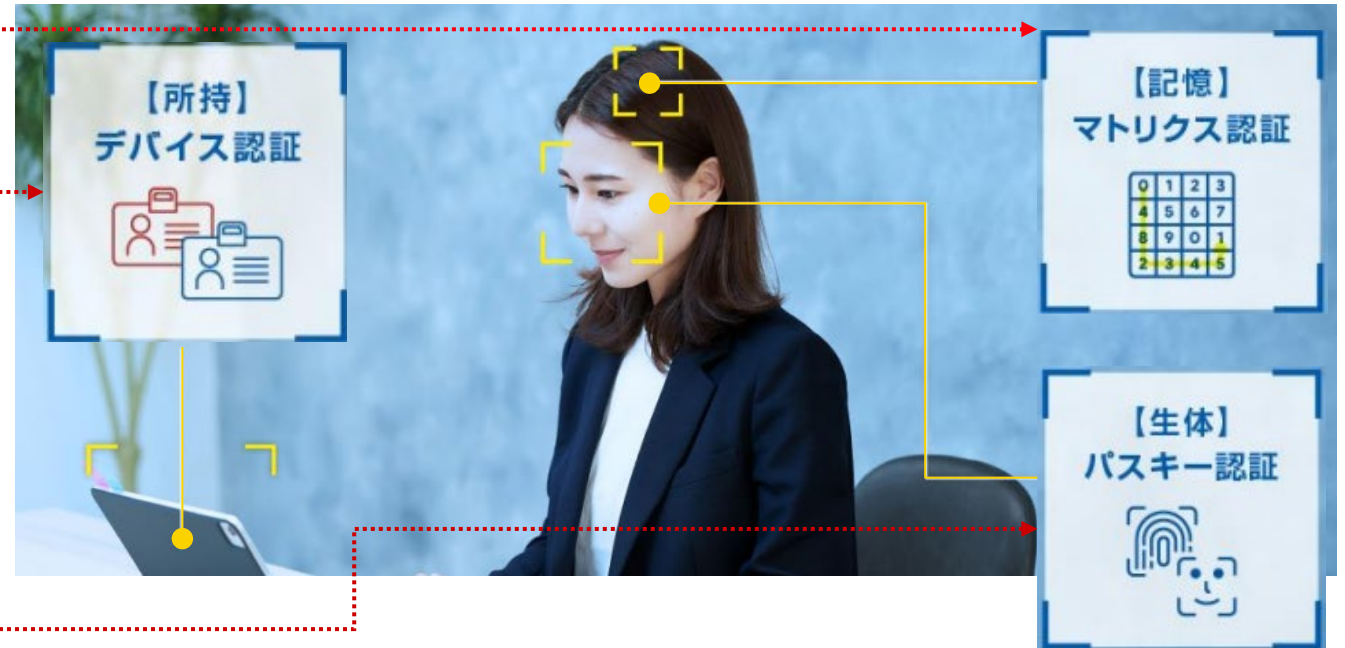 【所持】
デバイス認証
【記憶】
マトリクス認証
0 1 2 3
4 5 6 7
8 9 0 1
2 3 4 5
【生体】
パスキー認証